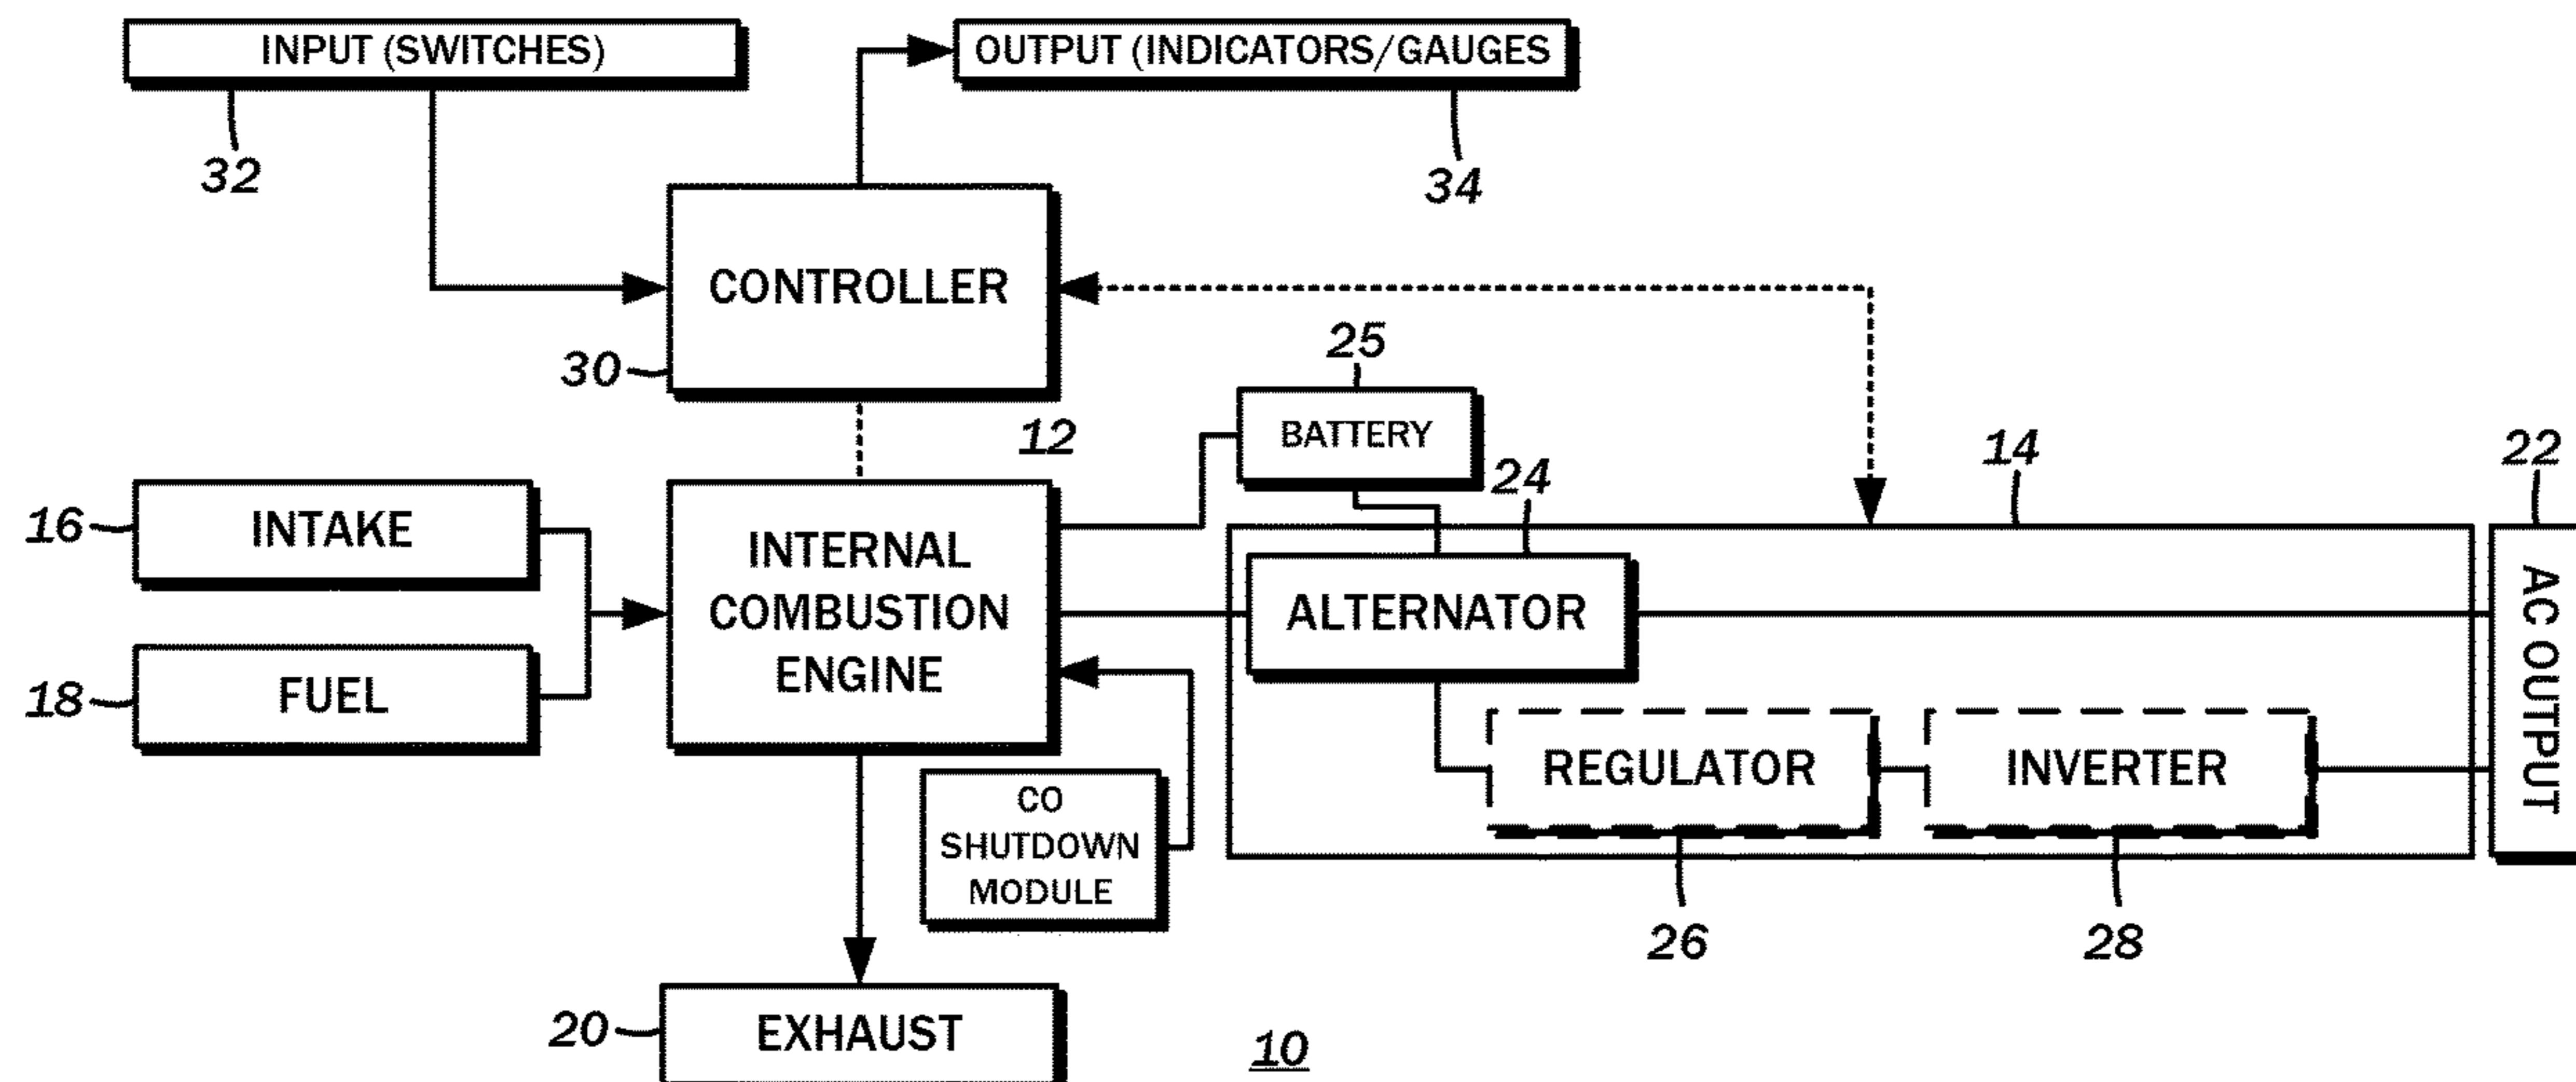 INPUT (SWITCHES)
OUTPUT (INDICATORS/GAUGES
32
34
CONTROLLER
30
25
12
BATTERY
24
14
22
16
INTAKE
INTERNAL
COMBUSTION
ENGINE
ALTERNATOR
AC OUTPUT
18
FUEL
REGULATOR
INVERTER
CO
SHUTDOWN
MODULE
26
28
20
EXHAUST
10